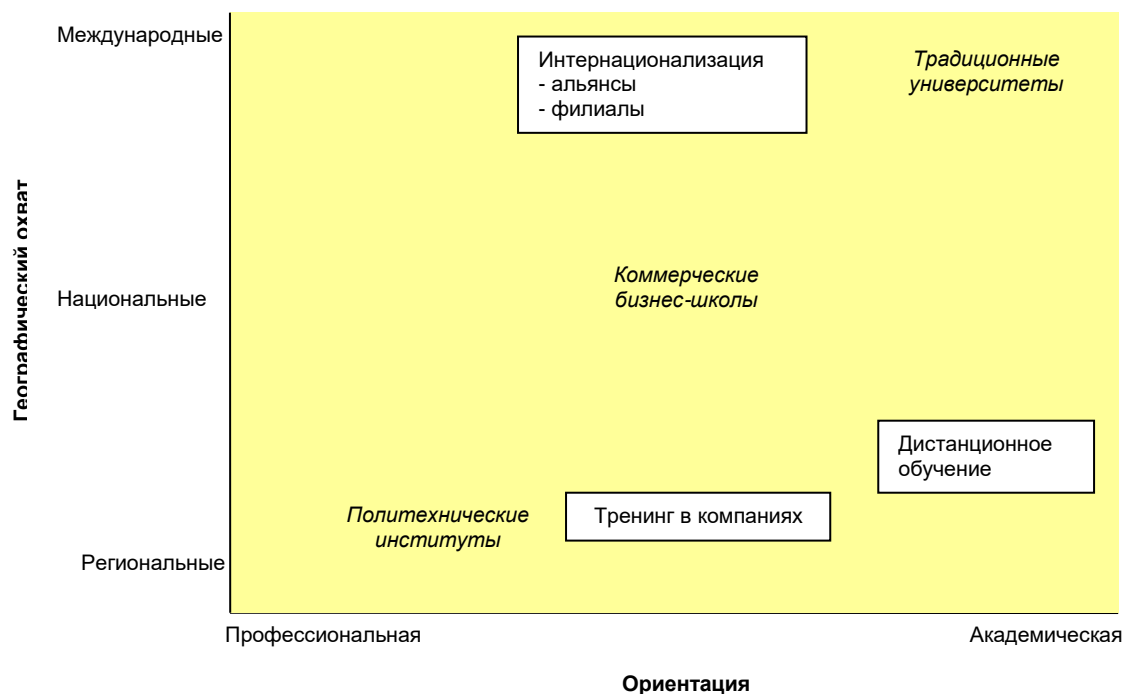 Международные
Интернационализация
- альянсы
- филиалы
Традиционные
университеты
Географический охват
Национальные
Коммерческие
бизнес-школы
Дистанционное
обучение
Политехнические
институты
Тренинг в компаниях
Региональные
Профессиональная
Академическая
Ориентация